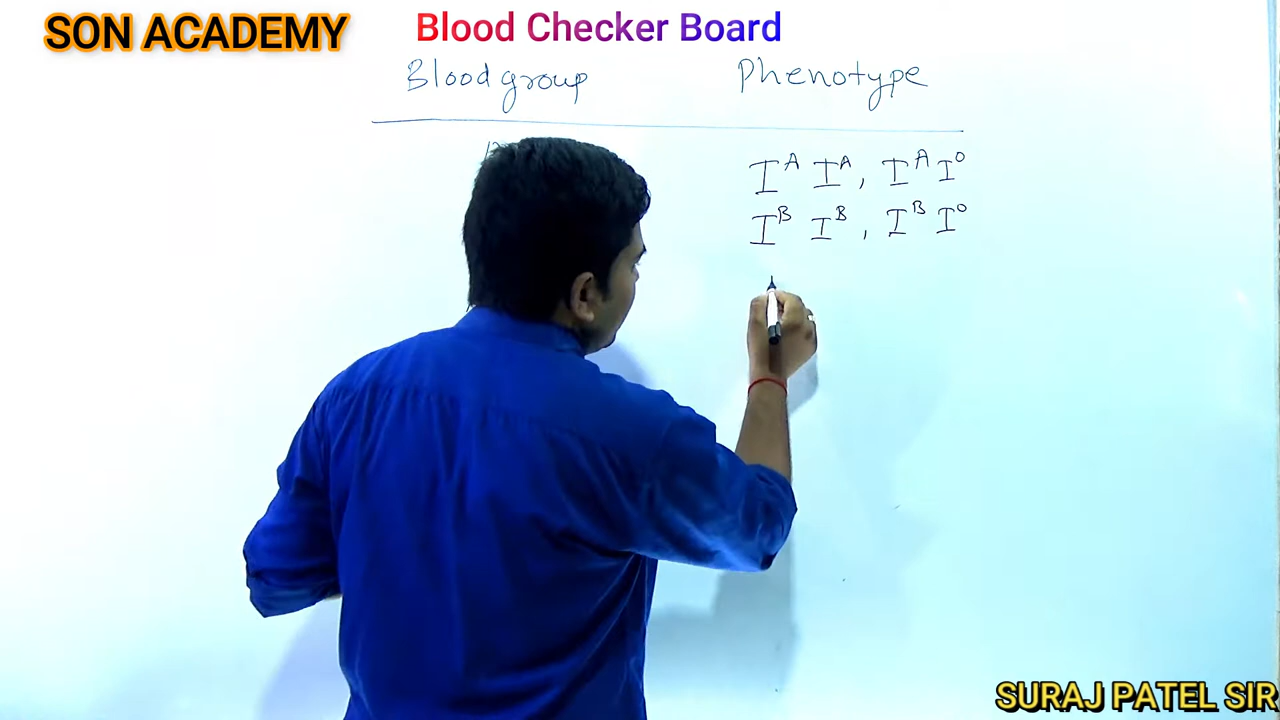 SON ACADEMY
Blood Checker Board
Blood group Phenotype
I^A I^A, I^A I^O
I^B I^B, I^B I^O
SURAJ PATEL SIR